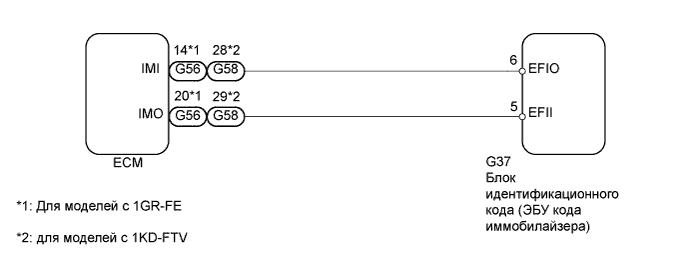 14*1 28*2
IMI G56 G58 6 EFIO
20*1 29*2
IMO G56 G58 5 EFII
ECM
G37
Блок
идентификационного
кода (ЭБУ кода
иммобилайзера)
*1: Для моделей с 1GR-FE
*2: для моделей с 1KD-FTV